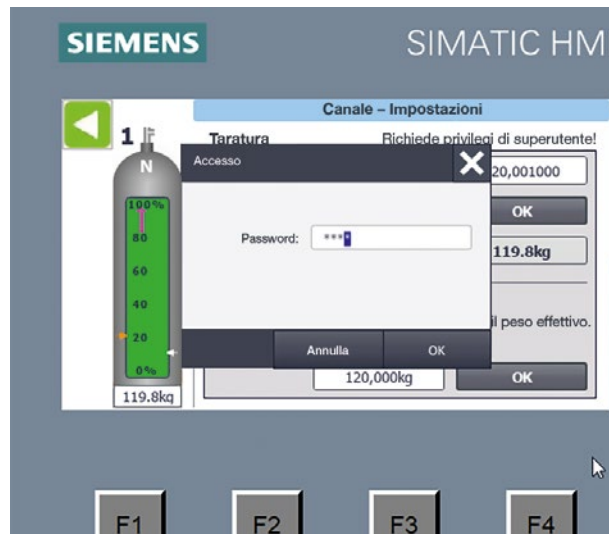 SIEMENS
SIMATIC HM
Canale – Impostazioni
1
Taratura
Richiede privilegi di superutente!
N
Accesso
20,001000
100%
OK
80
Password: ****
119.8kg
60
40
il peso effettivo.
20
Annulla
OK
0%
120,000kg
OK
119.8kg
F1
F2
F3
F4